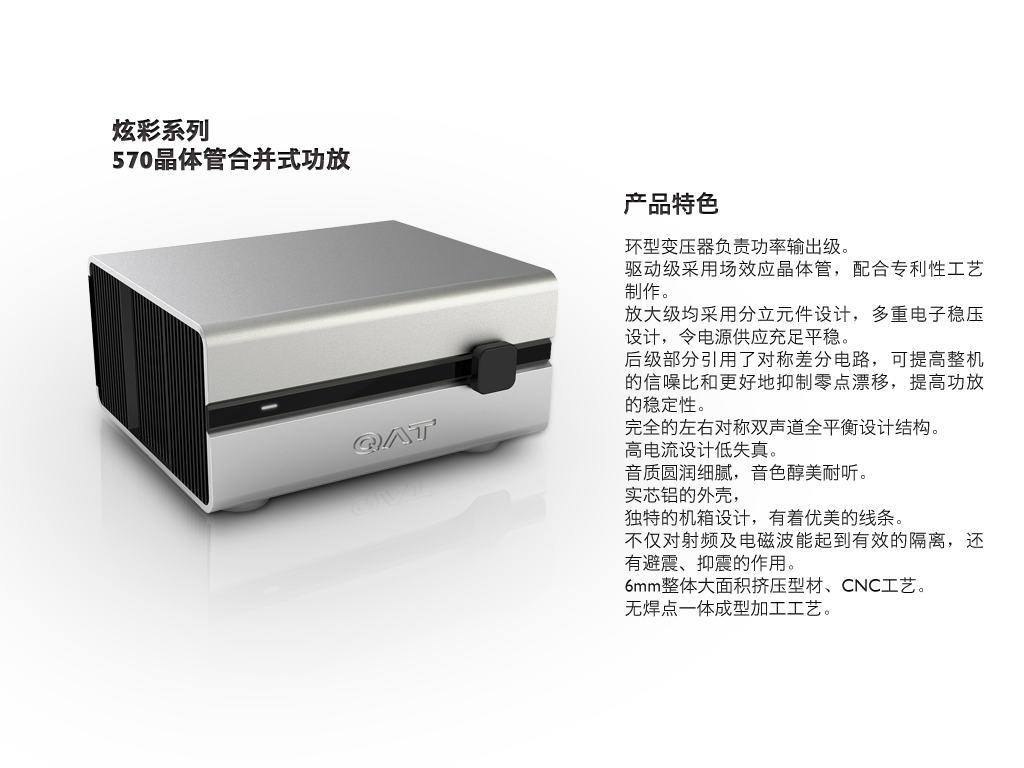 炫彩系列
570晶体管合并式功放
QAT
产品特色
环型变压器负责功率输出级。
驱动级采用场效应晶体管，配合专利性工艺
制作。
放大级均采用分立元件设计，多重电子稳压
设计，令电源供应充足平稳。
后级部分引用了对称差分电路，可提高整机
的信噪比和更好地抑制零点漂移，提高功放
的稳定性。
完全的左右对称双声道全平衡设计结构。
高电流设计低失真。
音质圆润细腻，音色醇美耐听。
实芯铝的外壳，
独特的机箱设计，有着优美的线条。
不仅对射频及电磁波能起到有效的隔离，还
有避震、抑震的作用。
6mm整体大面积挤压型材、CNC工艺。
无焊点一体成型加工工艺。